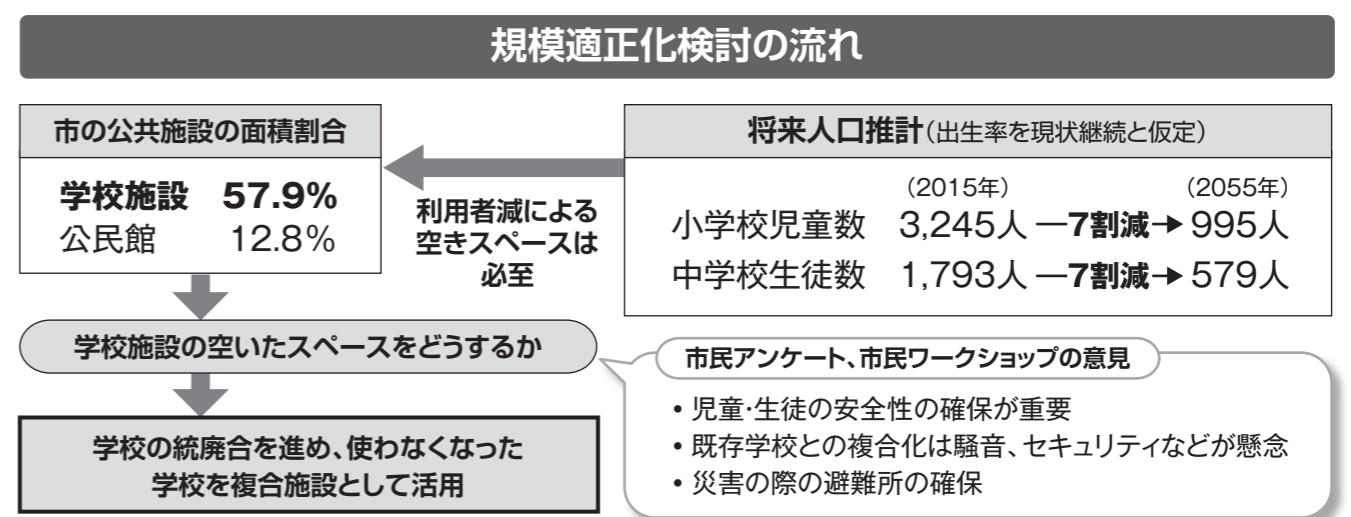 規模適正化検討の流れ
市の公共施設の面積割合
学校施設 57.9%
公民館 12.8%
利用者減による
空きスペースは
必至
将来人口推計(出生率を現状継続と仮定)
(2015年) (2055年)
小学校児童数 3,245人 ―7割減→ 995人
中学校生徒数 1,793人 ―7割減→ 579人
学校施設の空いたスペースをどうするか
学校の統廃合を進め、使わなくなった
学校を複合施設として活用
市民アンケート、市民ワークショップの意見
• 児童・生徒の安全性の確保が重要
• 既存学校との複合化は騒音、セキュリティなどが懸念
• 災害の際の避難所の確保